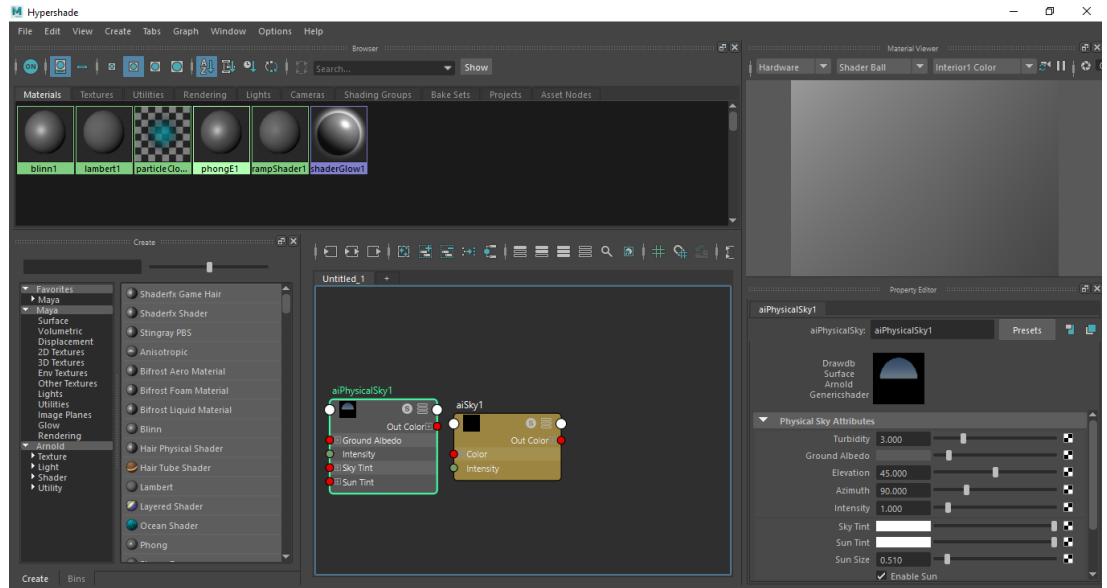 Hypershade
File Edit View Create Tabs Graph Window Options Help
Browser
ON
Search...
Show
Materials Textures Utilities Rendering Lights Cameras Shading Groups Bake Sets Projects Asset Nodes
blinn1 lambert1 particleClo... phongE1 rampShader1 shaderGlow1
Material Viewer
Hardware Shader Ball Interior1 Color
Create
Favorites
Maya
Maya
Surface
Volumetric
Displacement
2D Textures
3D Textures
Env Textures
Other Textures
Lights
Utilities
Image Planes
Glow
Rendering
Arnold
Texture
Light
Shader
Utility
Shaderfx Game Hair
Shaderfx Shader
Stingray PBS
Anisotropic
Bifrost Aero Material
Bifrost Foam Material
Bifrost Liquid Material
Blinn
Hair Physical Shader
Hair Tube Shader
Lambert
Layered Shader
Ocean Shader
Phong
Create Bins
Untitled_1 +
aiPhysicalSky1
S
Out Color
Ground Albedo
Intensity
Sky Tint
Sun Tint
aiSky1
S
Out Color
Color
Intensity
Property Editor
aiPhysicalSky1
aiPhysicalSky: aiPhysicalSky1 Presets
Drawdb
Surface
Arnold
Genericshader
Physical Sky Attributes
Turbidity 3.000
Ground Albedo
Elevation 45.000
Azimuth 90.000
Intensity 1.000
Sky Tint
Sun Tint
Sun Size 0.510
Enable Sun